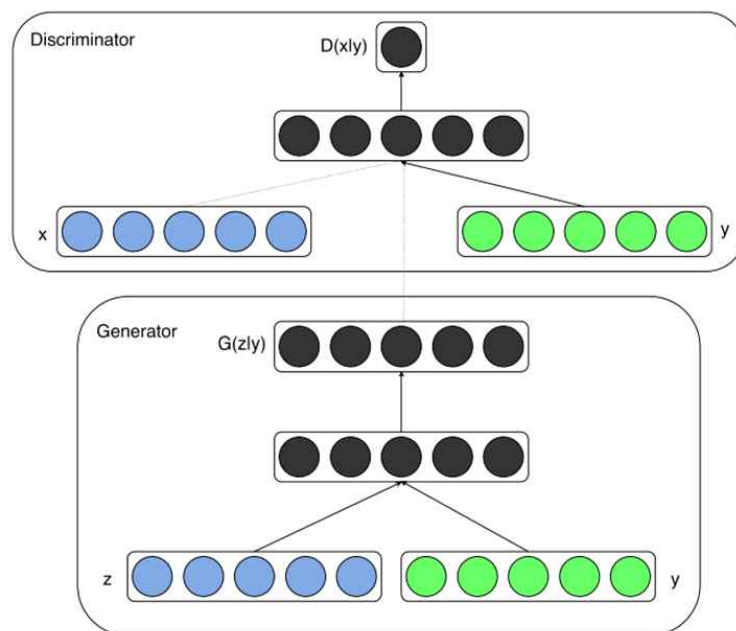 Discriminator
D(x|y)
x
y
Generator
G(z|y)
z
y